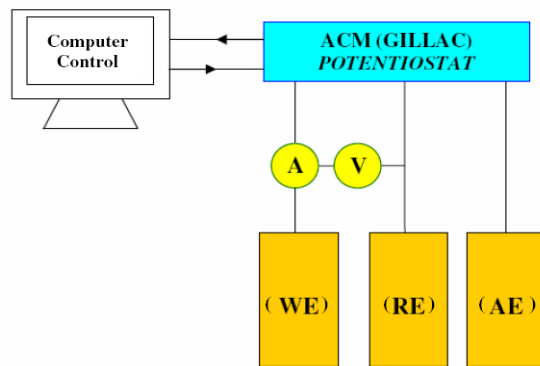 Computer
Control
ACM (GILLAC)
POTENTIOSTAT
A
V
(WE)
(RE)
(AE)